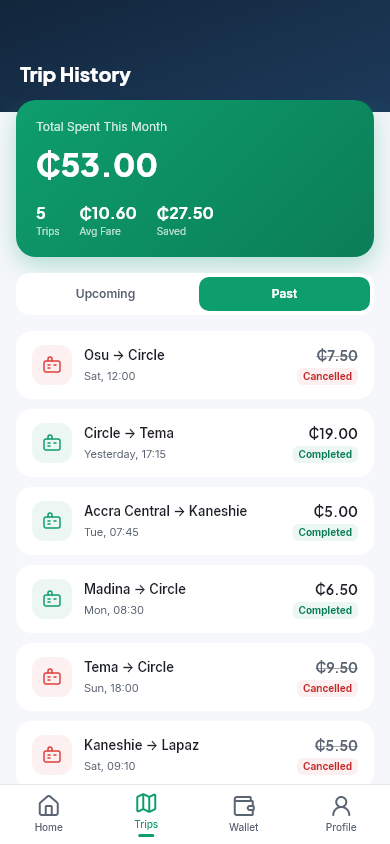 Trip History
Total Spent This Month
₵53.00
5 ₵10.60 ₵27.50
Trips Avg Fare Saved
Upcoming Past
Osu → Circle ₵7.50
Sat, 12:00 Cancelled
Circle → Tema ₵19.00
Yesterday, 17:15 Completed
Accra Central → Kaneshie ₵5.00
Tue, 07:45 Completed
Madina → Circle ₵6.50
Mon, 08:30 Completed
Tema → Circle ₵9.50
Sun, 18:00 Cancelled
Kaneshie → Lapaz ₵5.50
Sat, 09:10 Cancelled
Home Trips Wallet Profile